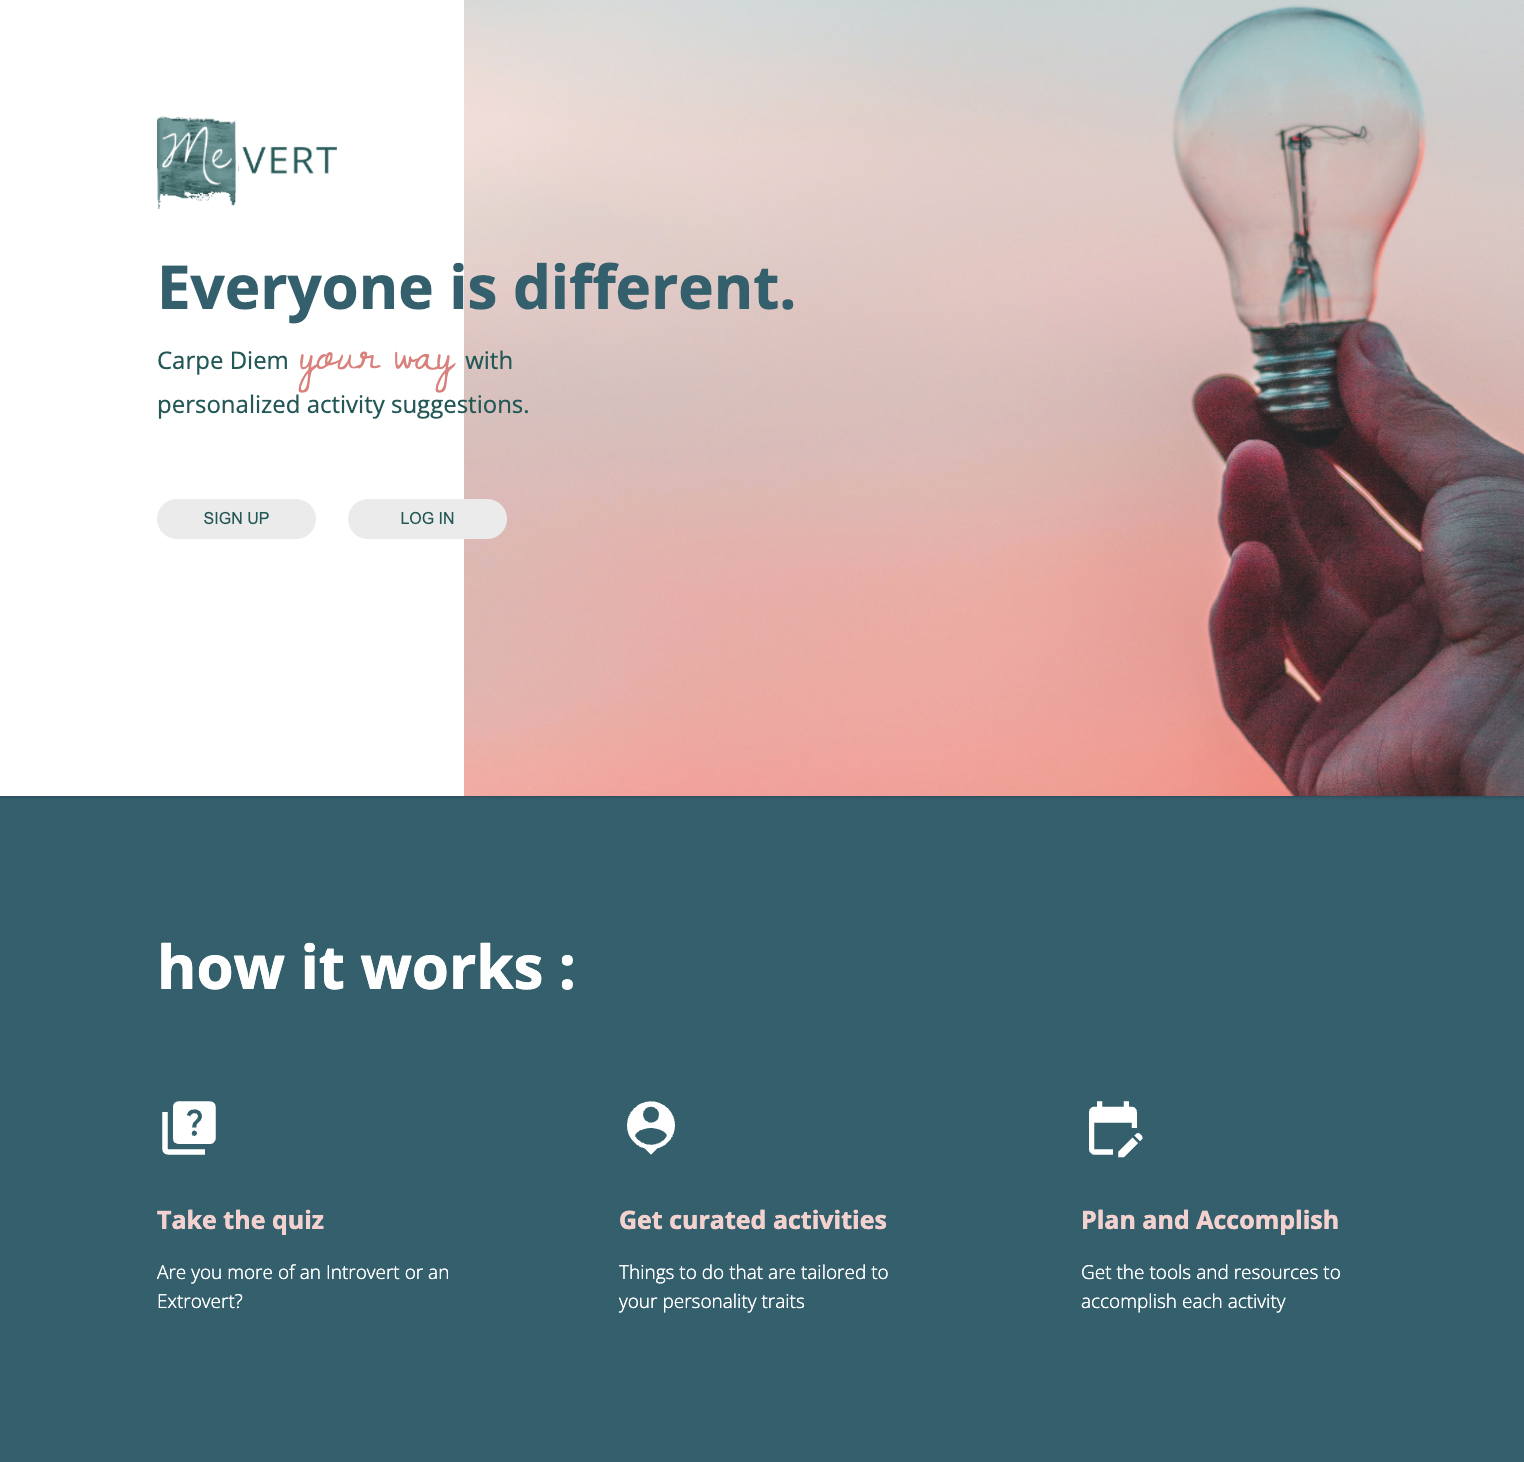 Me VERT
Everyone is different.
Carpe Diem your way with
personalized activity suggestions.
SIGN UP
LOG IN
how it works :
?
Take the quiz
Are you more of an Introvert or an
Extrovert?
Get curated activities
Things to do that are tailored to
your personality traits
Plan and Accomplish
Get the tools and resources to
accomplish each activity